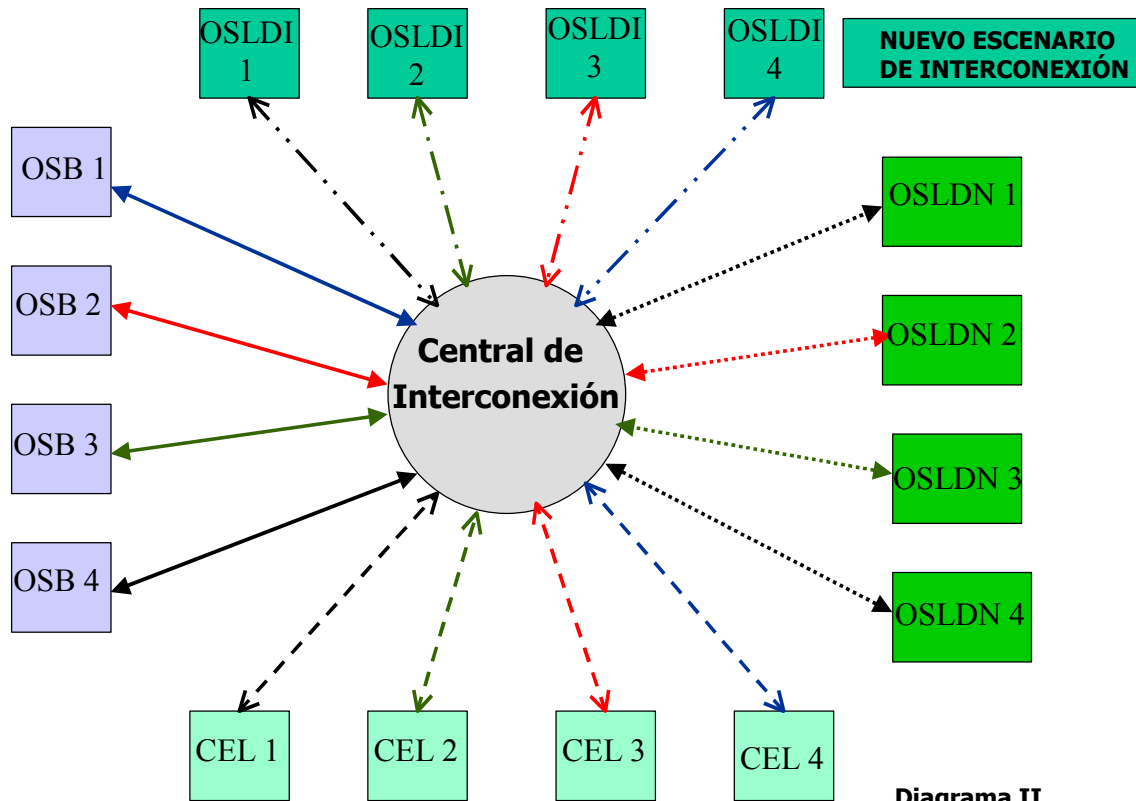 OSLDI
1
OSLDI
2
OSLDI
3
OSLDI
4
NUEVO ESCENARIO
DE INTERCONEXIÓN
OSB 1
OSB 2
OSB 3
OSB 4
Central de
Interconexión
OSLDN 1
OSLDN 2
OSLDN 3
OSLDN 4
CEL 1
CEL 2
CEL 3
CEL 4
Diagrama II